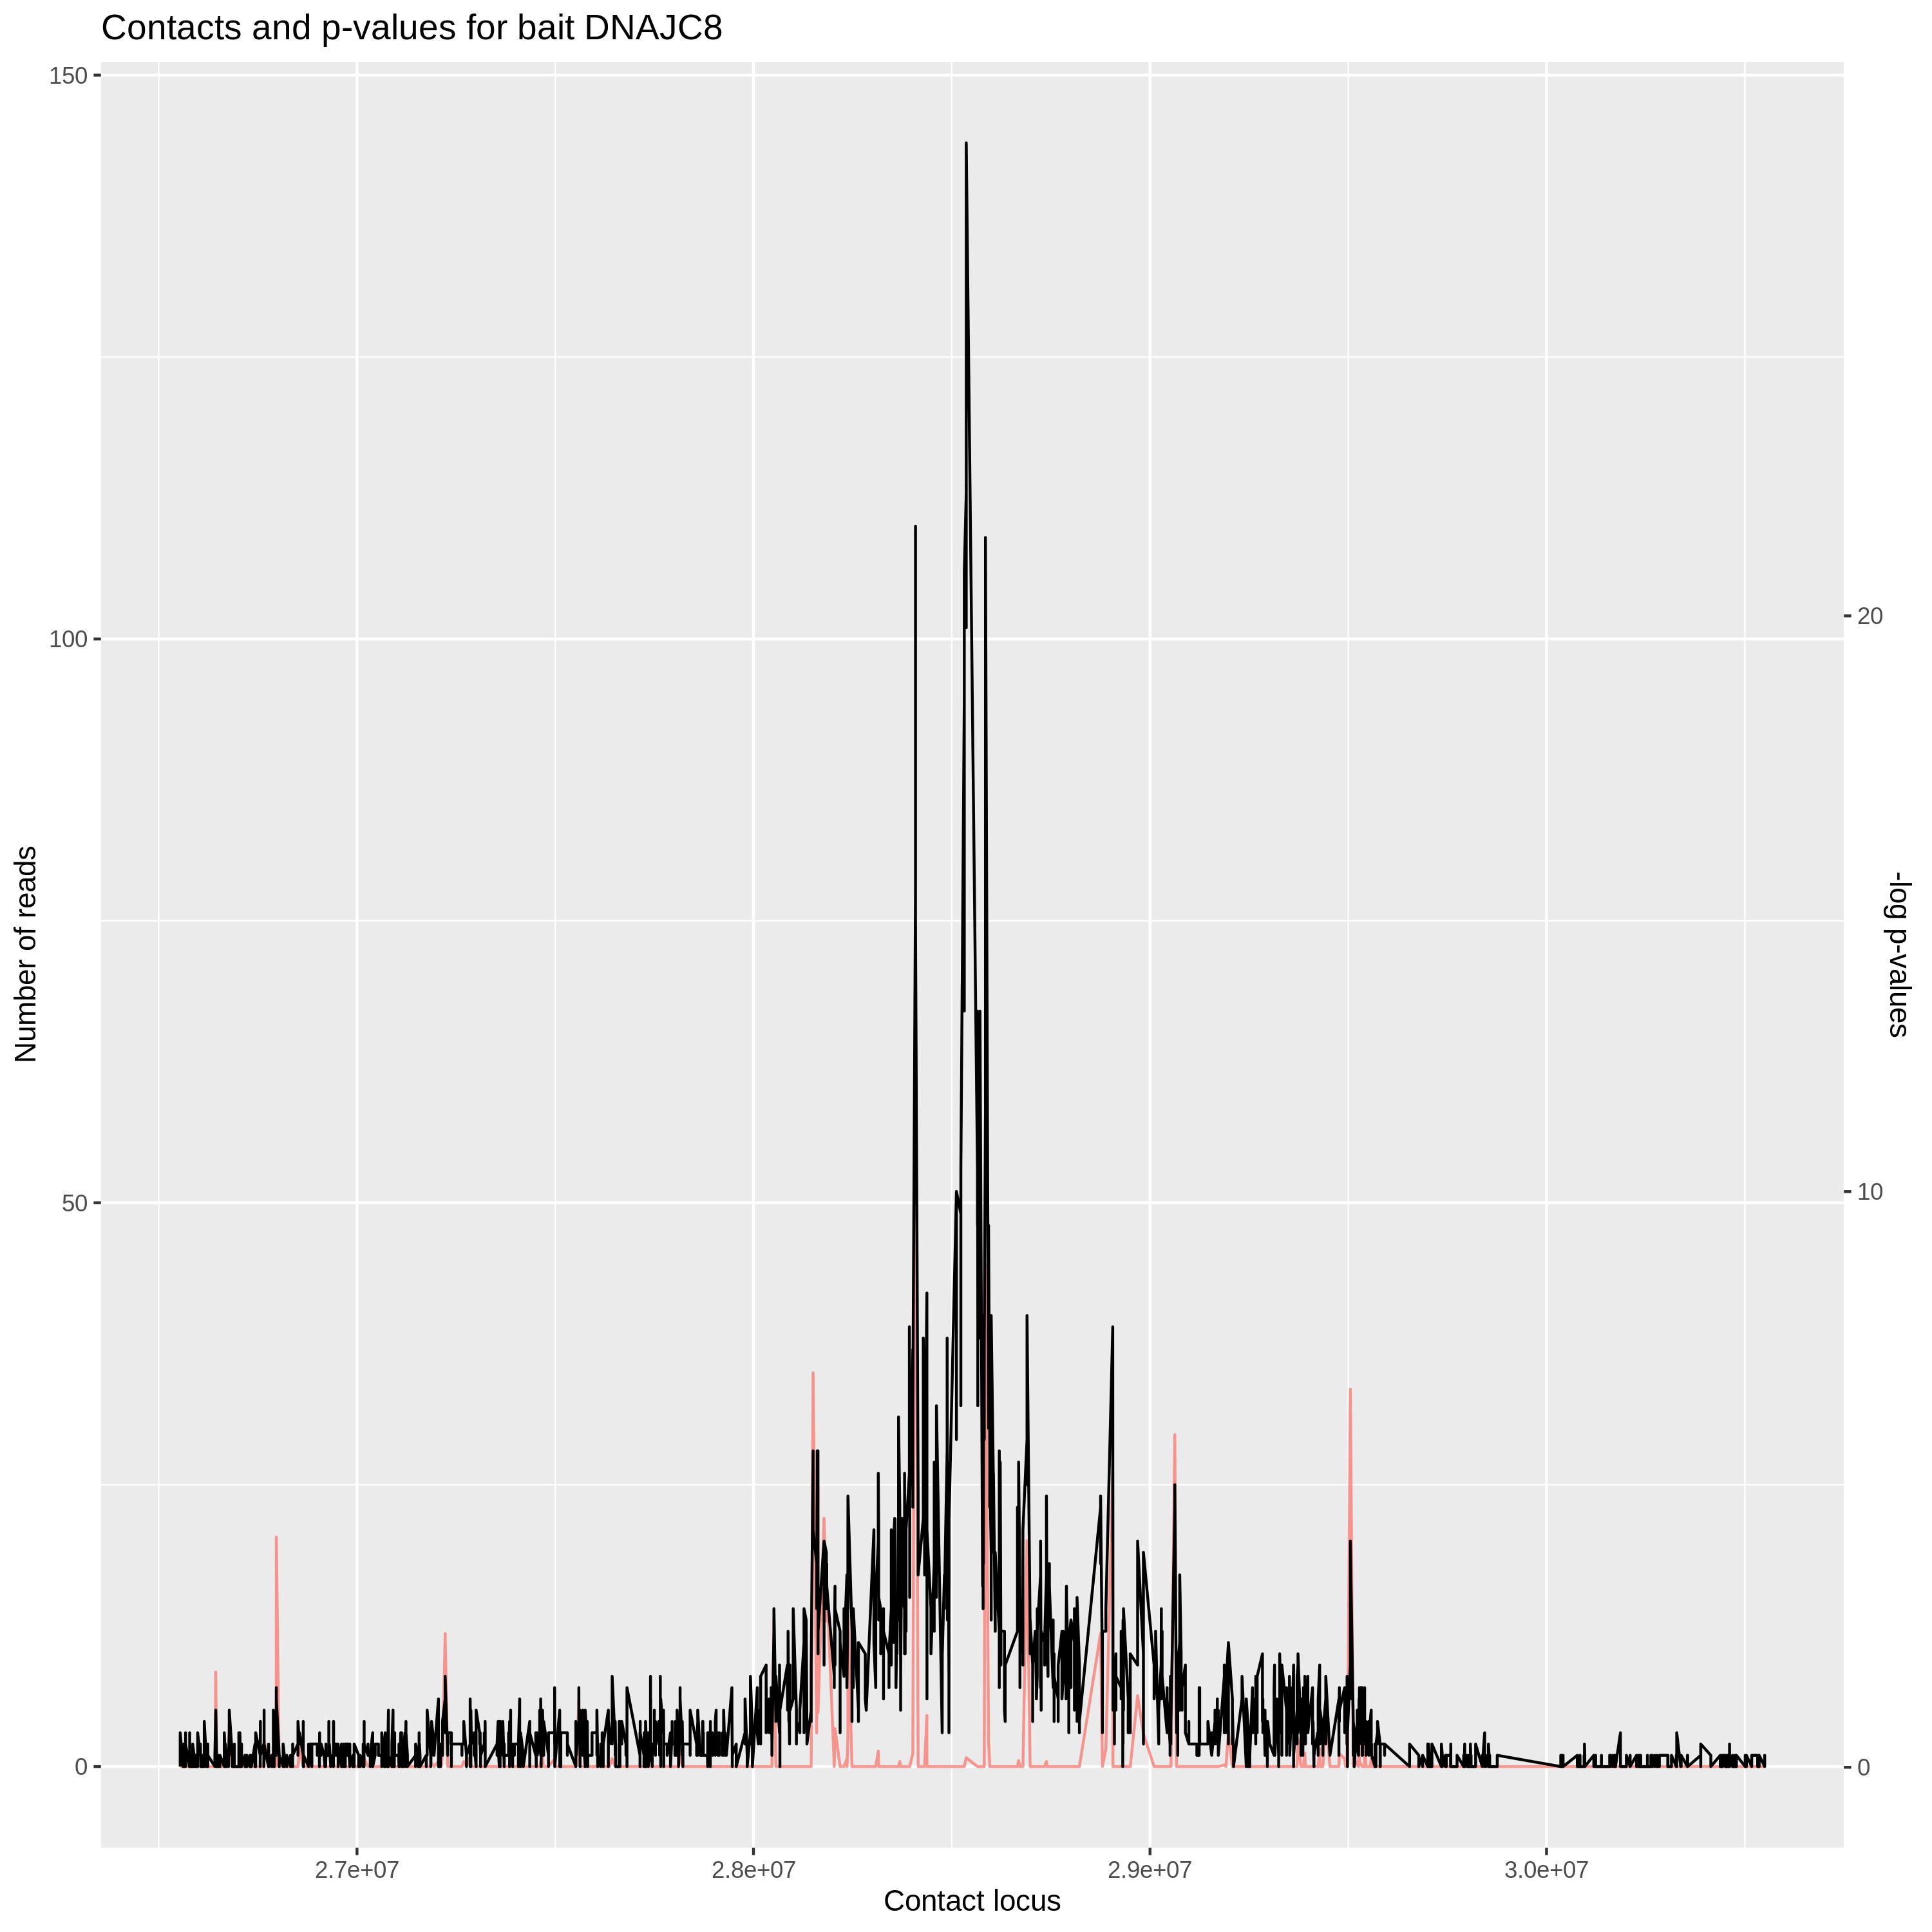 Contacts and p-values for bait DNAJC8
150
100
50
0
Number of reads
20
10
0
-log p-values
2.7e+07 2.8e+07 2.9e+07 3.0e+07
Contact locus